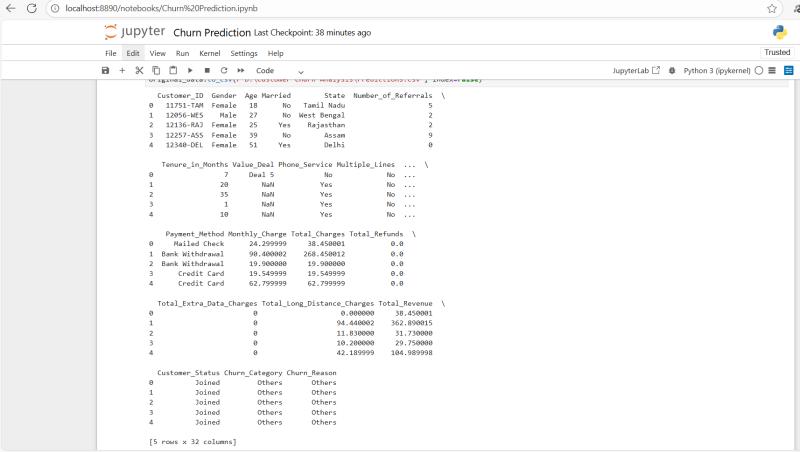 localhost:8890/notebooks/Churn%20Prediction.ipynb
jupyter Churn Prediction Last Checkpoint: 38 minutes ago
File Edit View Run Kernel Settings Help
Trusted
Code
JupyterLab
Python 3 (ipykernel)
Customer_ID Gender Age Married State Number_of_Referrals \
0 11751-TAM Female 18 No Tamil Nadu 5
1 12056-WES Male 27 No West Bengal 2
2 12136-RAJ Female 25 Yes Rajasthan 2
3 12257-ASS Female 39 No Assam 9
4 12340-DEL Female 51 Yes Delhi 0
Tenure_in_Months Value_Deal Phone_Service Multiple_Lines ... \
0 7 Deal 5 No No ...
1 20 NaN Yes No ...
2 35 NaN Yes No ...
3 1 NaN Yes No ...
4 10 NaN Yes No ...
Payment_Method Monthly_Charge Total_Charges Total_Refunds \
0 Mailed Check 24.299999 38.450001 0.0
1 Bank Withdrawal 90.400002 268.450012 0.0
2 Bank Withdrawal 19.900000 19.900000 0.0
3 Credit Card 19.549999 19.549999 0.0
4 Credit Card 62.799999 62.799999 0.0
Total_Extra_Data_Charges Total_Long_Distance_Charges Total_Revenue \
0 0 0.000000 38.450001
1 0 94.440002 362.890015
2 0 11.830000 31.730000
3 0 10.200000 29.750000
4 0 42.189999 104.989998
Customer_Status Churn_Category Churn_Reason
0 Joined Others Others
1 Joined Others Others
2 Joined Others Others
3 Joined Others Others
4 Joined Others Others
[5 rows x 32 columns]